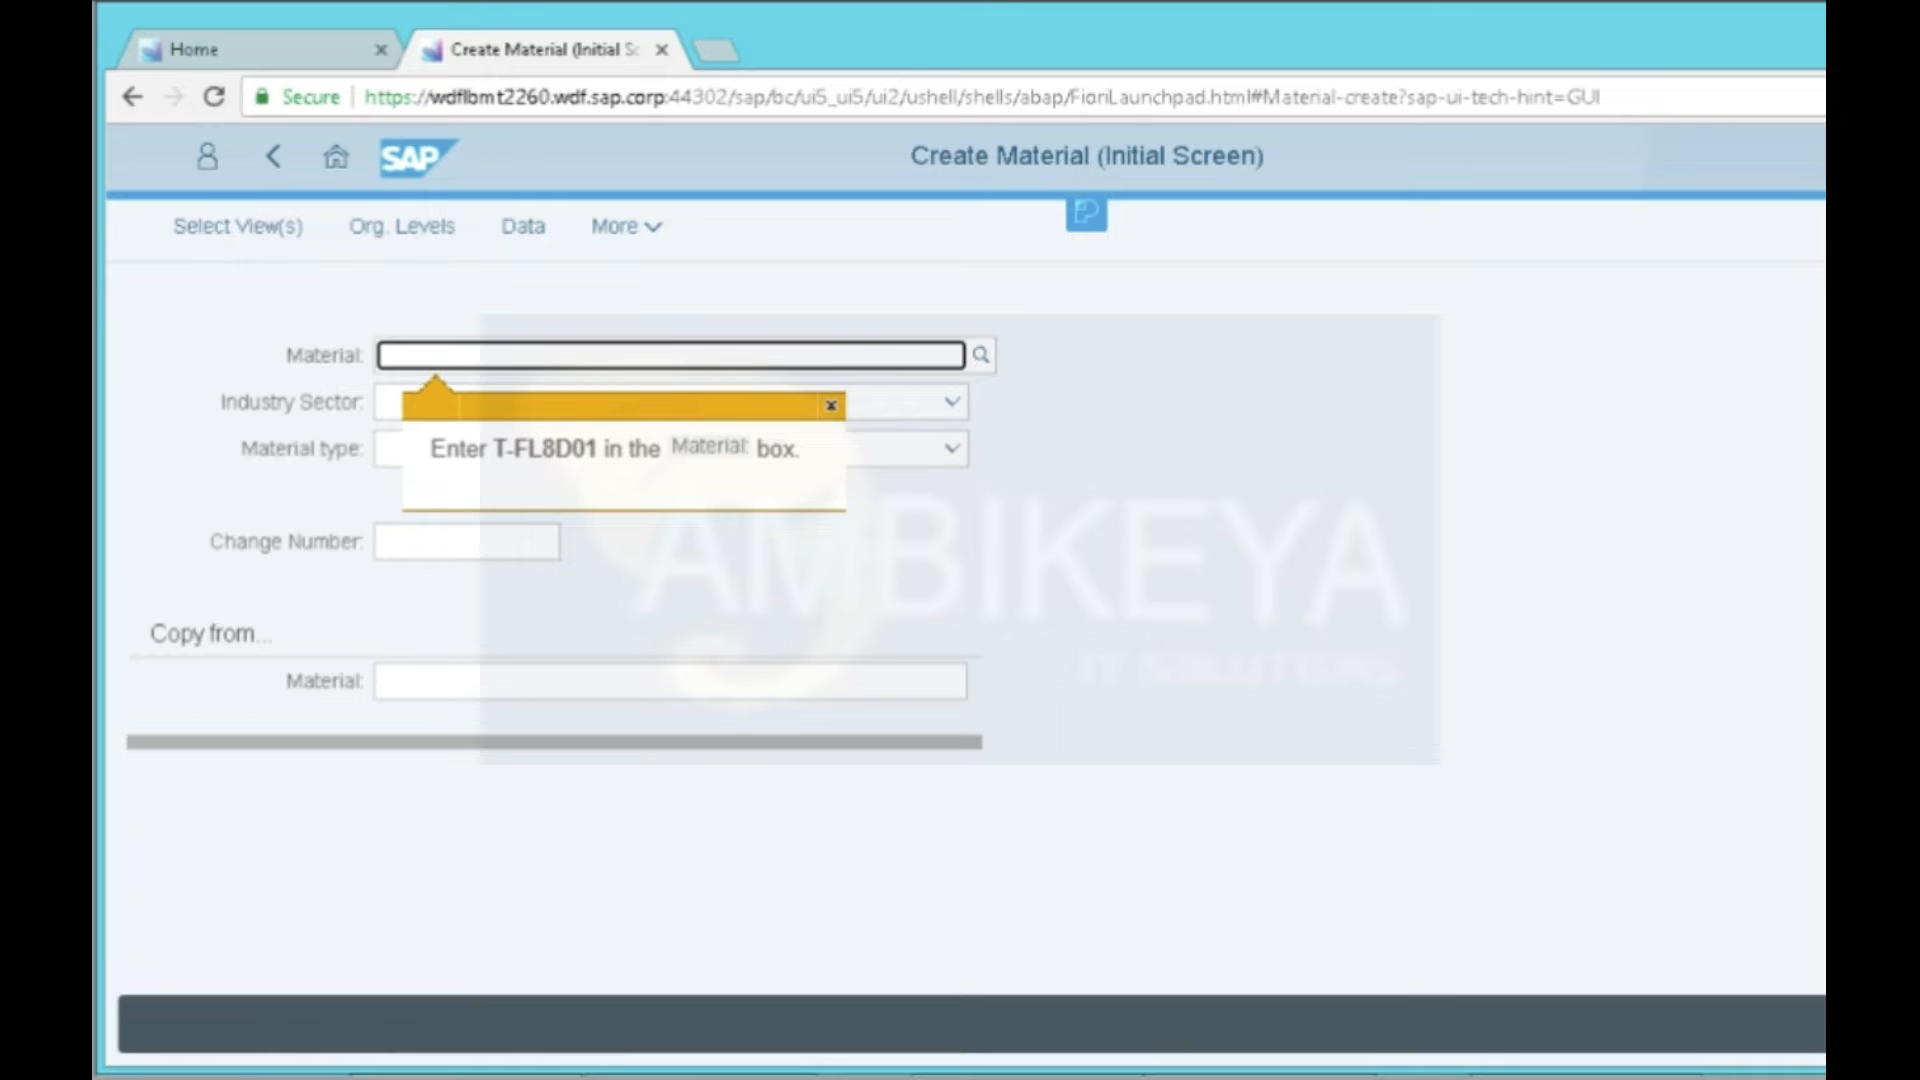 Home
Create Material (Initial Sc
Secure
https://wdflbmt2260.wdf.sap.corp:44302/sap/bc/ui5_ui5/ui2/ushell/shells/abap/FioriLaunchpad.html#Material-create?sap-ui-tech-hint=GUI
SAP
Create Material (Initial Screen)
Select View(s) Org. Levels Data More
Material:
Industry Sector:
Material type:
Enter T-FL8D01 in the Material: box.
Change Number:
Copy from...
Material:
AMBIKEYA
IT SOLUTIONS